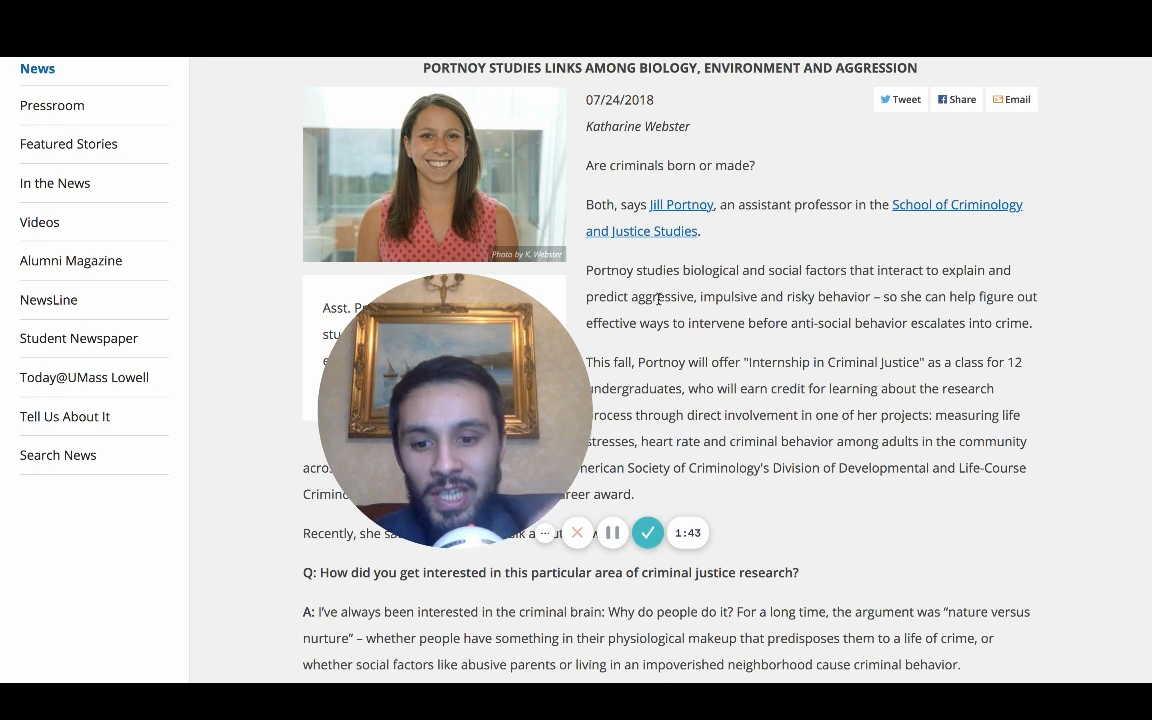 News
Pressroom
Featured Stories
In the News
Videos
Alumni Magazine
NewsLine
Student Newspaper
Today@UMass Lowell
Tell Us About It
Search News
PORTNOY STUDIES LINKS AMONG BIOLOGY, ENVIRONMENT AND AGGRESSION
Photo by K. Webster
Asst.
07/24/2018
Tweet Share Email
Katharine Webster
Are criminals born or made?
Both, says Jill Portnoy, an assistant professor in the School of Criminology
and Justice Studies.
Portnoy studies biological and social factors that interact to explain and
predict aggressive, impulsive and risky behavior – so she can help figure out
effective ways to intervene before anti-social behavior escalates into crime.
This fall, Portnoy will offer "Internship in Criminal Justice" as a class for 12
undergraduates, who will earn credit for learning about the research
process through direct involvement in one of her projects: measuring life
stresses, heart rate and criminal behavior among adults in the community
American Society of Criminology's Division of Developmental and Life-Course
career award.
Recently, she
1:43
Q: How did you get interested in this particular area of criminal justice research?
A: I’ve always been interested in the criminal brain: Why do people do it? For a long time, the argument was “nature versus
nurture” – whether people have something in their physiological makeup that predisposes them to a life of crime, or
whether social factors like abusive parents or living in an impoverished neighborhood cause criminal behavior.